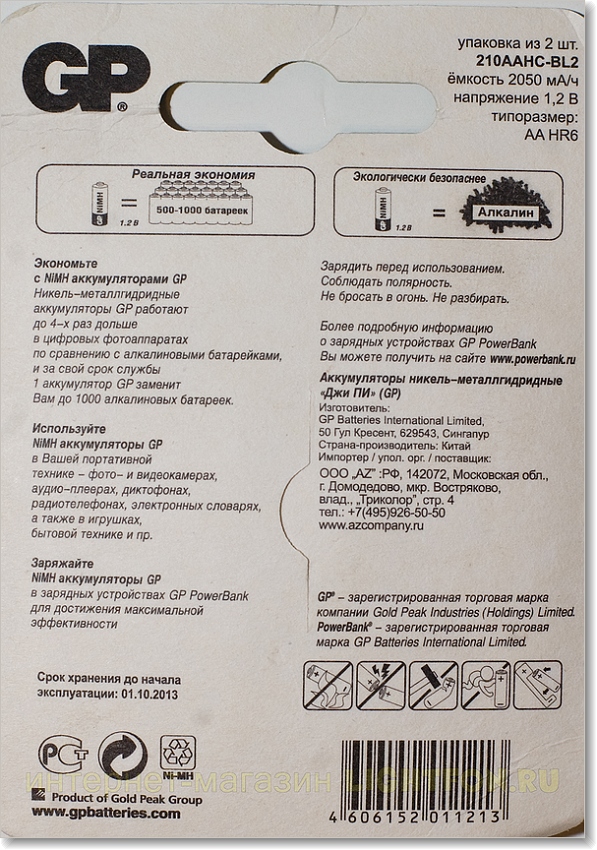 GP®
упаковка из 2 шт.
210AAHC-BL2
ёмкость 2050 мА/ч
напряжение 1,2 В
типоразмер:
AA HR6
Реальная экономия
NiMH
1.2 В
=
500-1000 батареек
Экологически безопаснее
NiMH
1.2 В
=
Алкалин
Экономьте
с NiMH аккумуляторами GP
Никель–металлгидридные
аккумуляторы GP работают
до 4–х раз дольше
в цифровых фотоаппаратах
по сравнению с алкалиновыми батарейками,
и за свой срок службы
1 аккумулятор GP заменит
Вам до 1000 алкалиновых батареек.
Используйте
NiMH аккумуляторы GP
в Вашей портативной
технике – фото– и видеокамерах,
аудио–плеерах, диктофонах,
радиотелефонах, электронных словарях,
а также в игрушках,
бытовой технике и пр.
Заряжайте
NiMH аккумуляторы GP
в зарядных устройствах GP PowerBank
для достижения максимальной
эффективности
Срок хранения до начала
эксплуатации: 01.10.2013
Зарядить перед использованием.
Соблюдать полярность.
Не бросать в огонь. Не разбирать.
Более подробную информацию
о зарядных устройствах GP PowerBank
Вы можете получить на сайте www.powerbank.ru
Аккумуляторы никель–металлгидридные
«Джи ПИ» (GP)
Изготовитель:
GP Batteries International Limited,
50 Гул Кресент, 629543, Сингапур
Страна-производитель: Китай
Импортер / упол. орг. / поставщик:
ООО „AZ" :РФ, 142072, Московская обл.,
г. Домодедово, мкр. Востряково,
влад., „Триколор", стр. 4
тел.: +7(495)926-50-50
www.azcompany.ru
GP® – зарегистрированная торговая марка
компании Gold Peak Industries (Holdings) Limited.
PowerBank® – зарегистрированная торговая
марка GP Batteries International Limited.
РСТ
Ni-MH
интернет-магазин LIGHTFOX.RU
Product of Gold Peak Group
www.gpbatteries.com
4 606152 011213